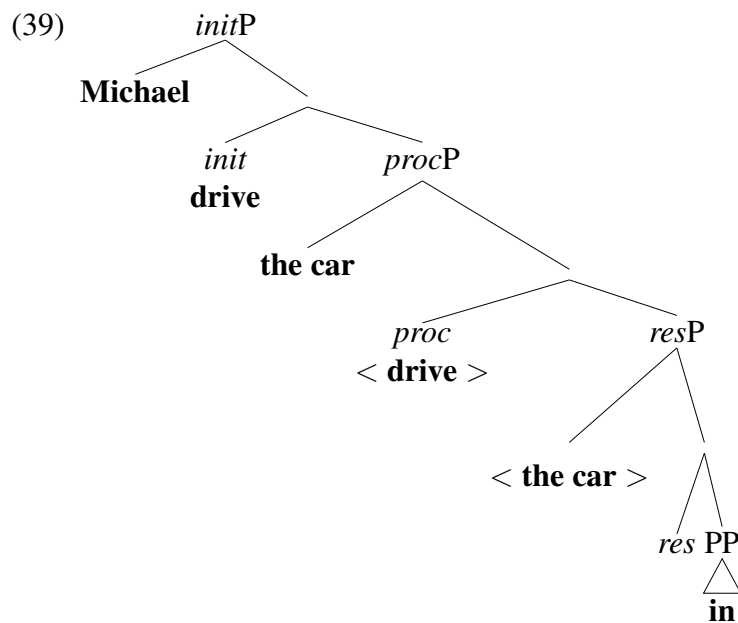 (39) initP
Michael
init procP
drive
the car
proc resP
< drive >
< the car >
res PP
in